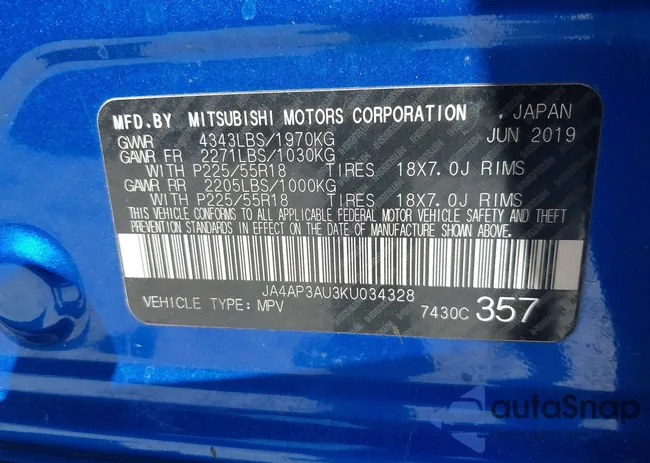 MFD.BY MITSUBISHI MOTORS CORPORATION , JAPAN
GVWR 4343LBS/1970KG JUN 2019
GAWR FR 2271LBS/1030KG
WITH P225/55R18 TIRES 18X7.0J RIMS
GAWR RR 2205LBS/1000KG
WITH P225/55R18 TIRES 18X7.0J RIMS
THIS VEHICLE CONFORMS TO ALL APPLICABLE FEDERAL MOTOR VEHICLE SAFETY AND THEFT
PREVENTION STANDARDS IN EFFECT ON THE DATE OF MANUFACTURE SHOWN ABOVE.
JA4AP3AU3KU034328
VEHICLE TYPE: MPV 7430C 357
autoSnap